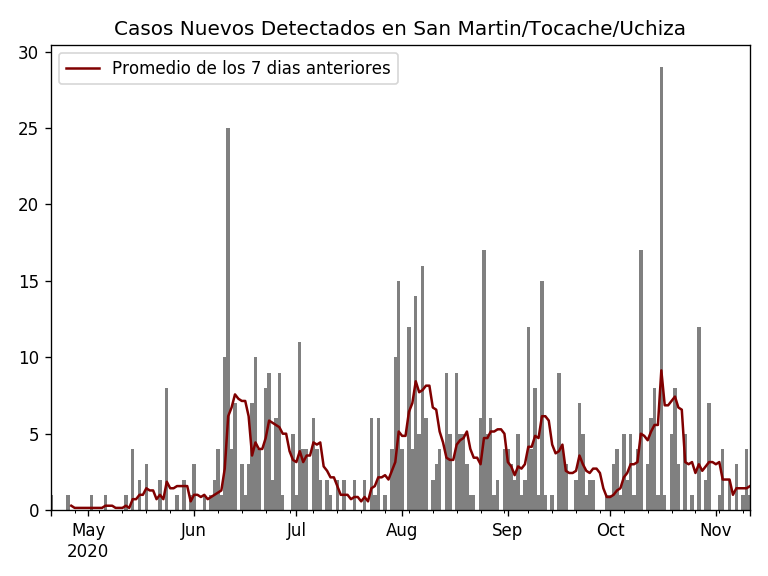 Casos Nuevos Detectados en San Martin/Tocache/Uchiza
Promedio de los 7 dias anteriores
30
25
20
15
10
5
0
May Jun Jul Aug Sep Oct Nov
2020